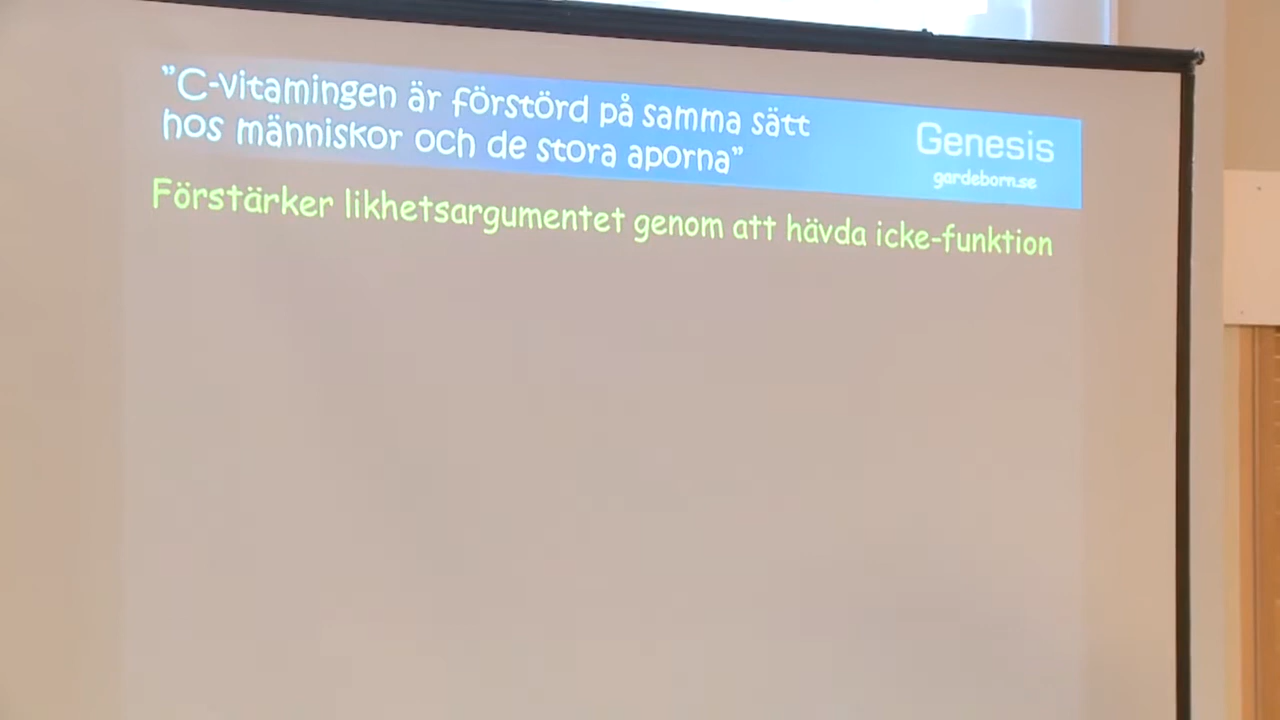 ”C-vitamingen är förstörd på samma sätt
hos människor och de stora aporna”
Genesis
gardeborn.se
Förstärker likhetsargumentet genom att hävda icke-funktion